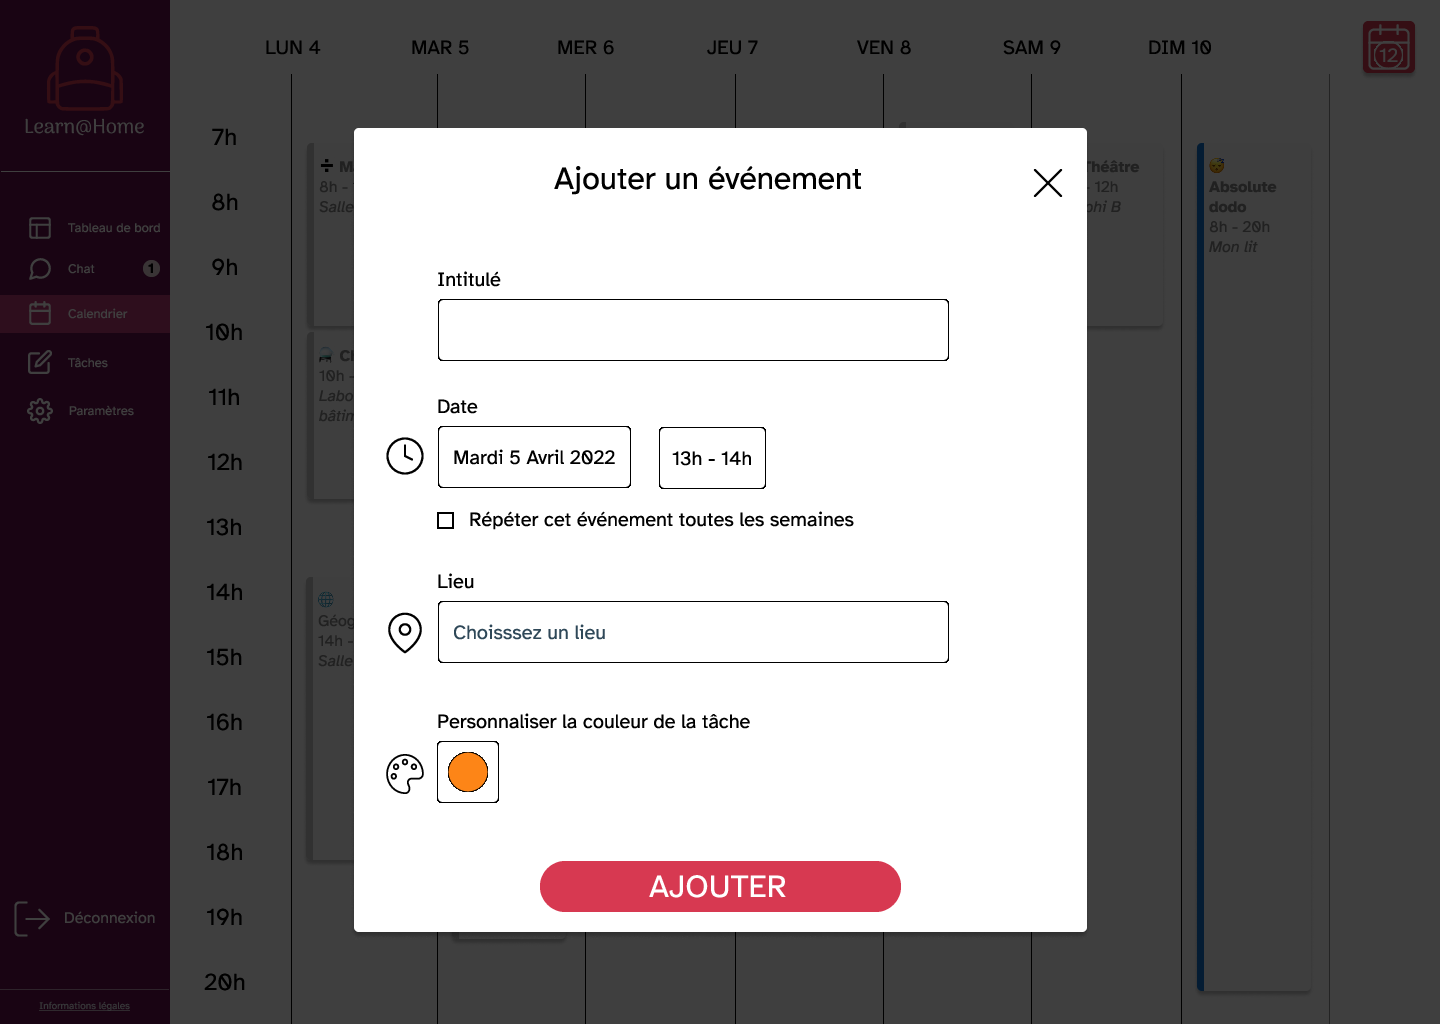 Learn@Home
Tableau de bord
Chat 1
Calendrier
Tâches
Paramètres
Déconnexion
Informations légales
LUN 4 MAR 5 MER 6 JEU 7 VEN 8 SAM 9 DIM 10
12
7h
8h
9h
10h
11h
12h
13h
14h
15h
16h
17h
18h
19h
20h
8h -
Salle
10h -
Labo
bâtim
Géog
14h -
Salle
Théâtre
- 12h
phi B
Absolute
dodo
8h - 20h
Mon lit
Ajouter un événement
Intitulé
Date
Mardi 5 Avril 2022 13h - 14h
Répéter cet événement toutes les semaines
Lieu
Choisssez un lieu
Personnaliser la couleur de la tâche
AJOUTER